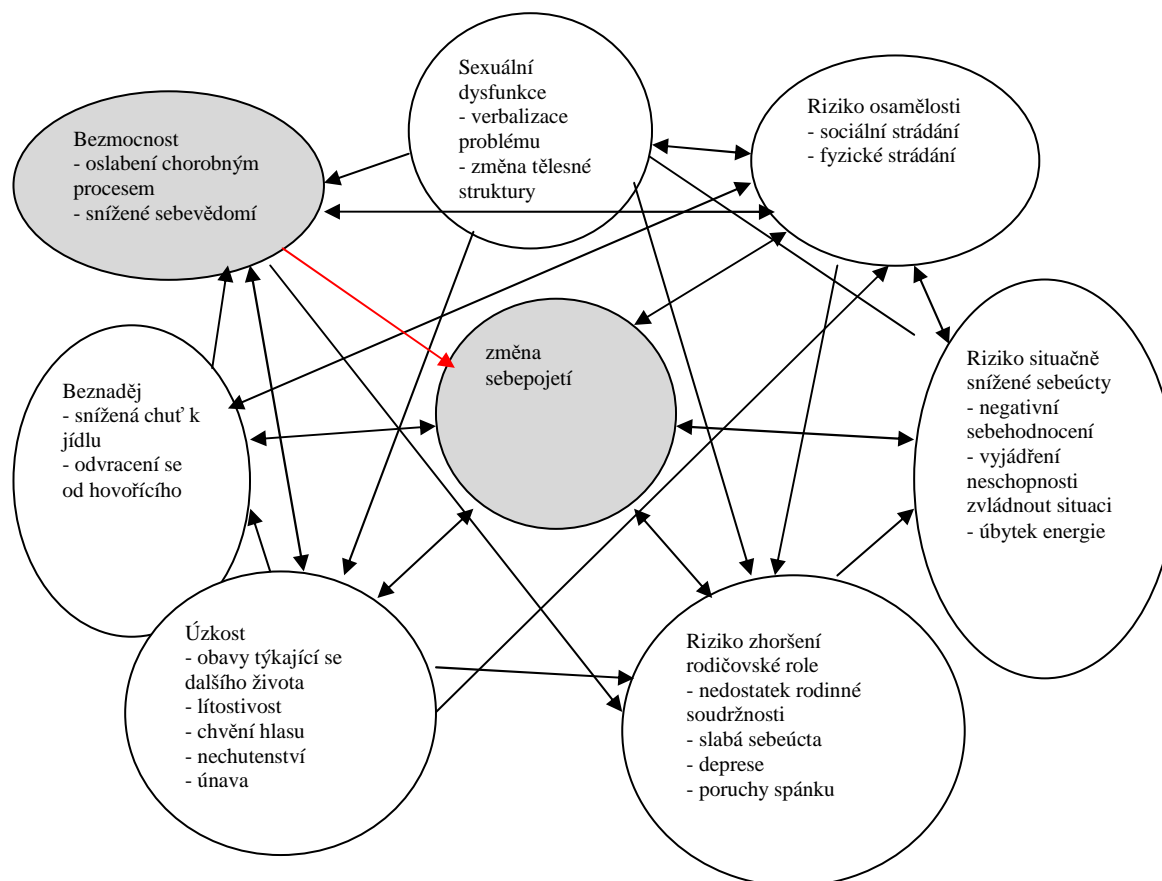 Sexuální
dysfunkce
- verbalizace
problému
- změna tělesné
struktury
Riziko osamělosti
- sociální strádání
- fyzické strádání
Bezmocnost
- oslabení chorobným
procesem
- snížené sebevědomí
změna
sebepojetí
Riziko situačně
snížené sebeúcty
- negativní
sebehodnocení
- vyjádření
neschopnosti
zvládnout situaci
- úbytek energie
Beznaděj
- snížená chuť k
jídlu
- odvracení se
od hovořícího
Úzkost
- obavy týkající se
dalšího života
- lítostivost
- chvění hlasu
- nechutenství
- únava
Riziko zhoršení
rodičovské role
- nedostatek rodinné
soudržnosti
- slabá sebeúcta
- deprese
- poruchy spánku